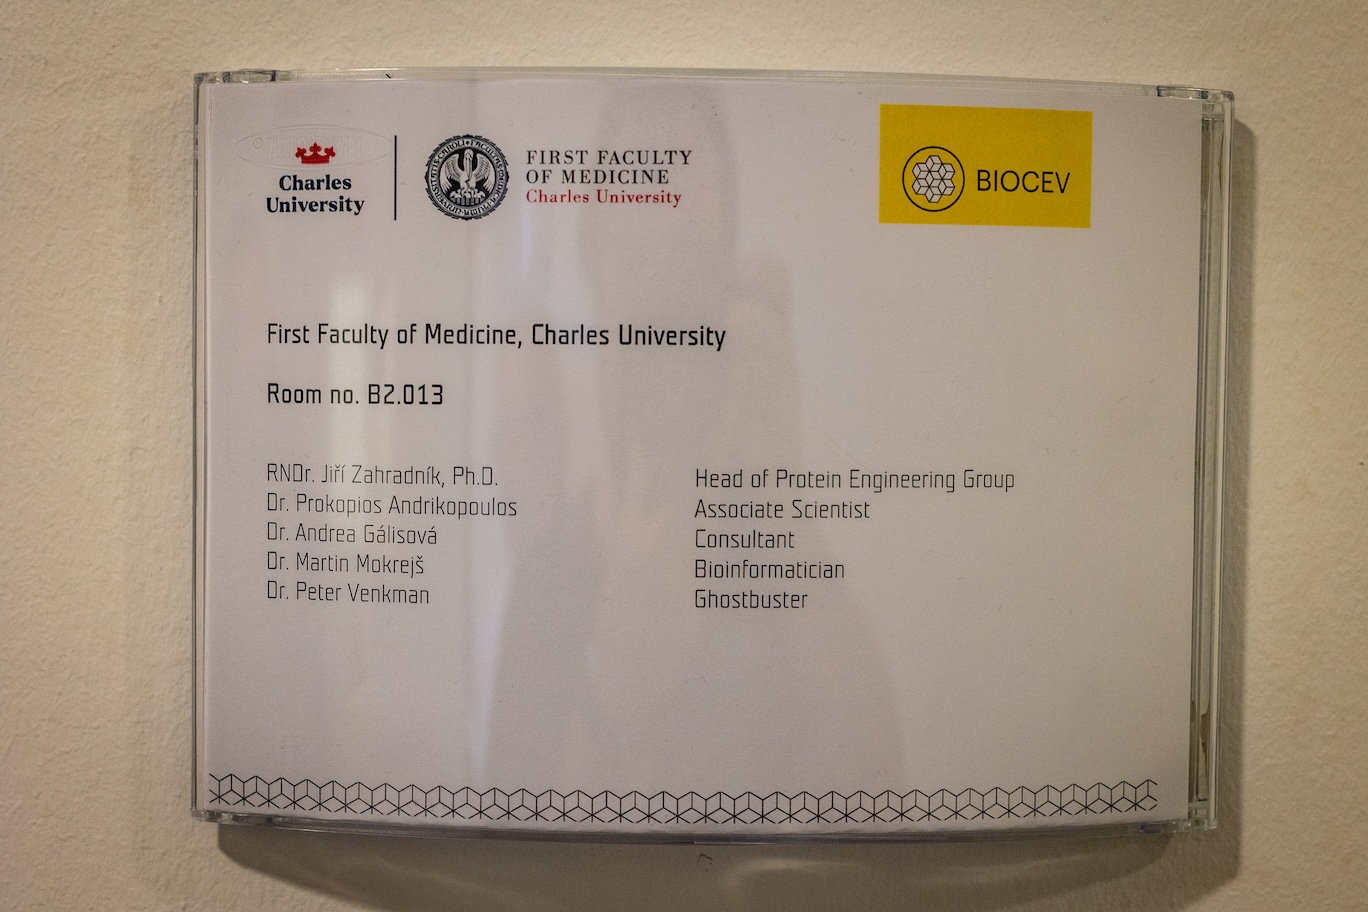 Charles
University
FIRST FACULTY
OF MEDICINE
Charles University
BIOCEV
First Faculty of Medicine, Charles University
Room no. B2.013
RNDr. Jiří Zahradník, Ph.D. Head of Protein Engineering Group
Dr. Prokopios Andrikopoulos Associate Scientist
Dr. Andrea Gálisová Consultant
Dr. Martin Mokrejš Bioinformatician
Dr. Peter Venkman Ghostbuster